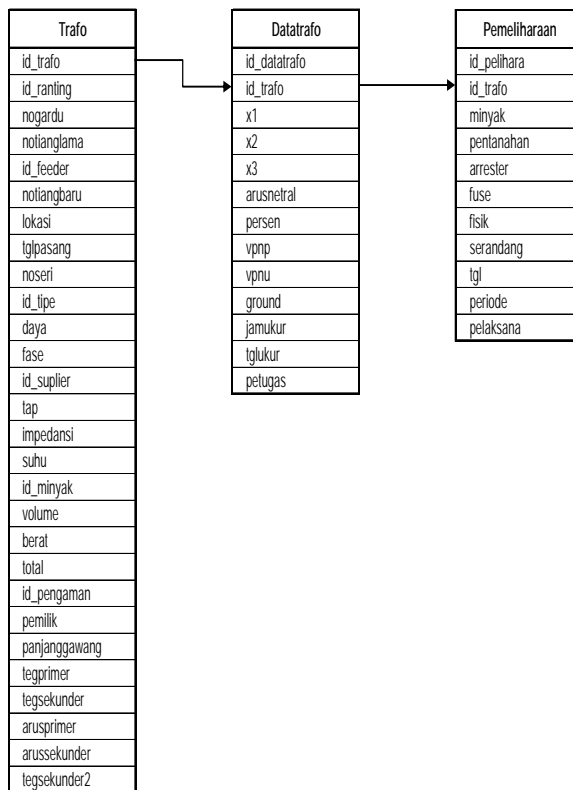 Trafo
id_trafo
id_ranting
nogardu
notianglama
id_feeder
notiangbaru
lokasi
tglpasang
noseri
id_tipe
daya
fase
id_suplier
tap
impedansi
suhu
id_minyak
volume
berat
total
id_pengaman
pemilik
panjanggawang
tegprimer
tegsekunder
arusprimer
arussekunder
tegsekunder2
Datatrafo
id_datatrafo
id_trafo
x1
x2
x3
arusnetral
persen
vpnp
vpnu
ground
jamukur
tglukur
petugas
Pemeliharaan
id_pelihara
id_trafo
minyak
pentanahan
arrester
fuse
fisik
serandang
tgl
periode
pelaksana